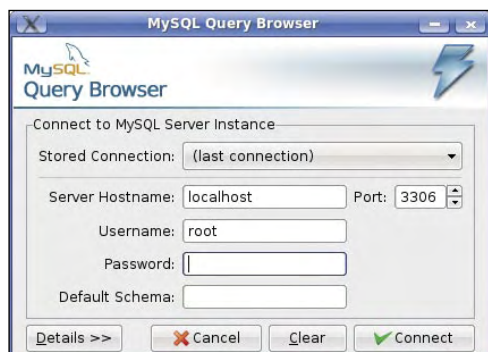 MySQL Query Browser
MySQL
Query Browser
Connect to MySQL Server Instance
Stored Connection: (last connection)
Server Hostname: localhost Port: 3306
Username: root
Password:
Default Schema:
Details >> Cancel Clear Connect